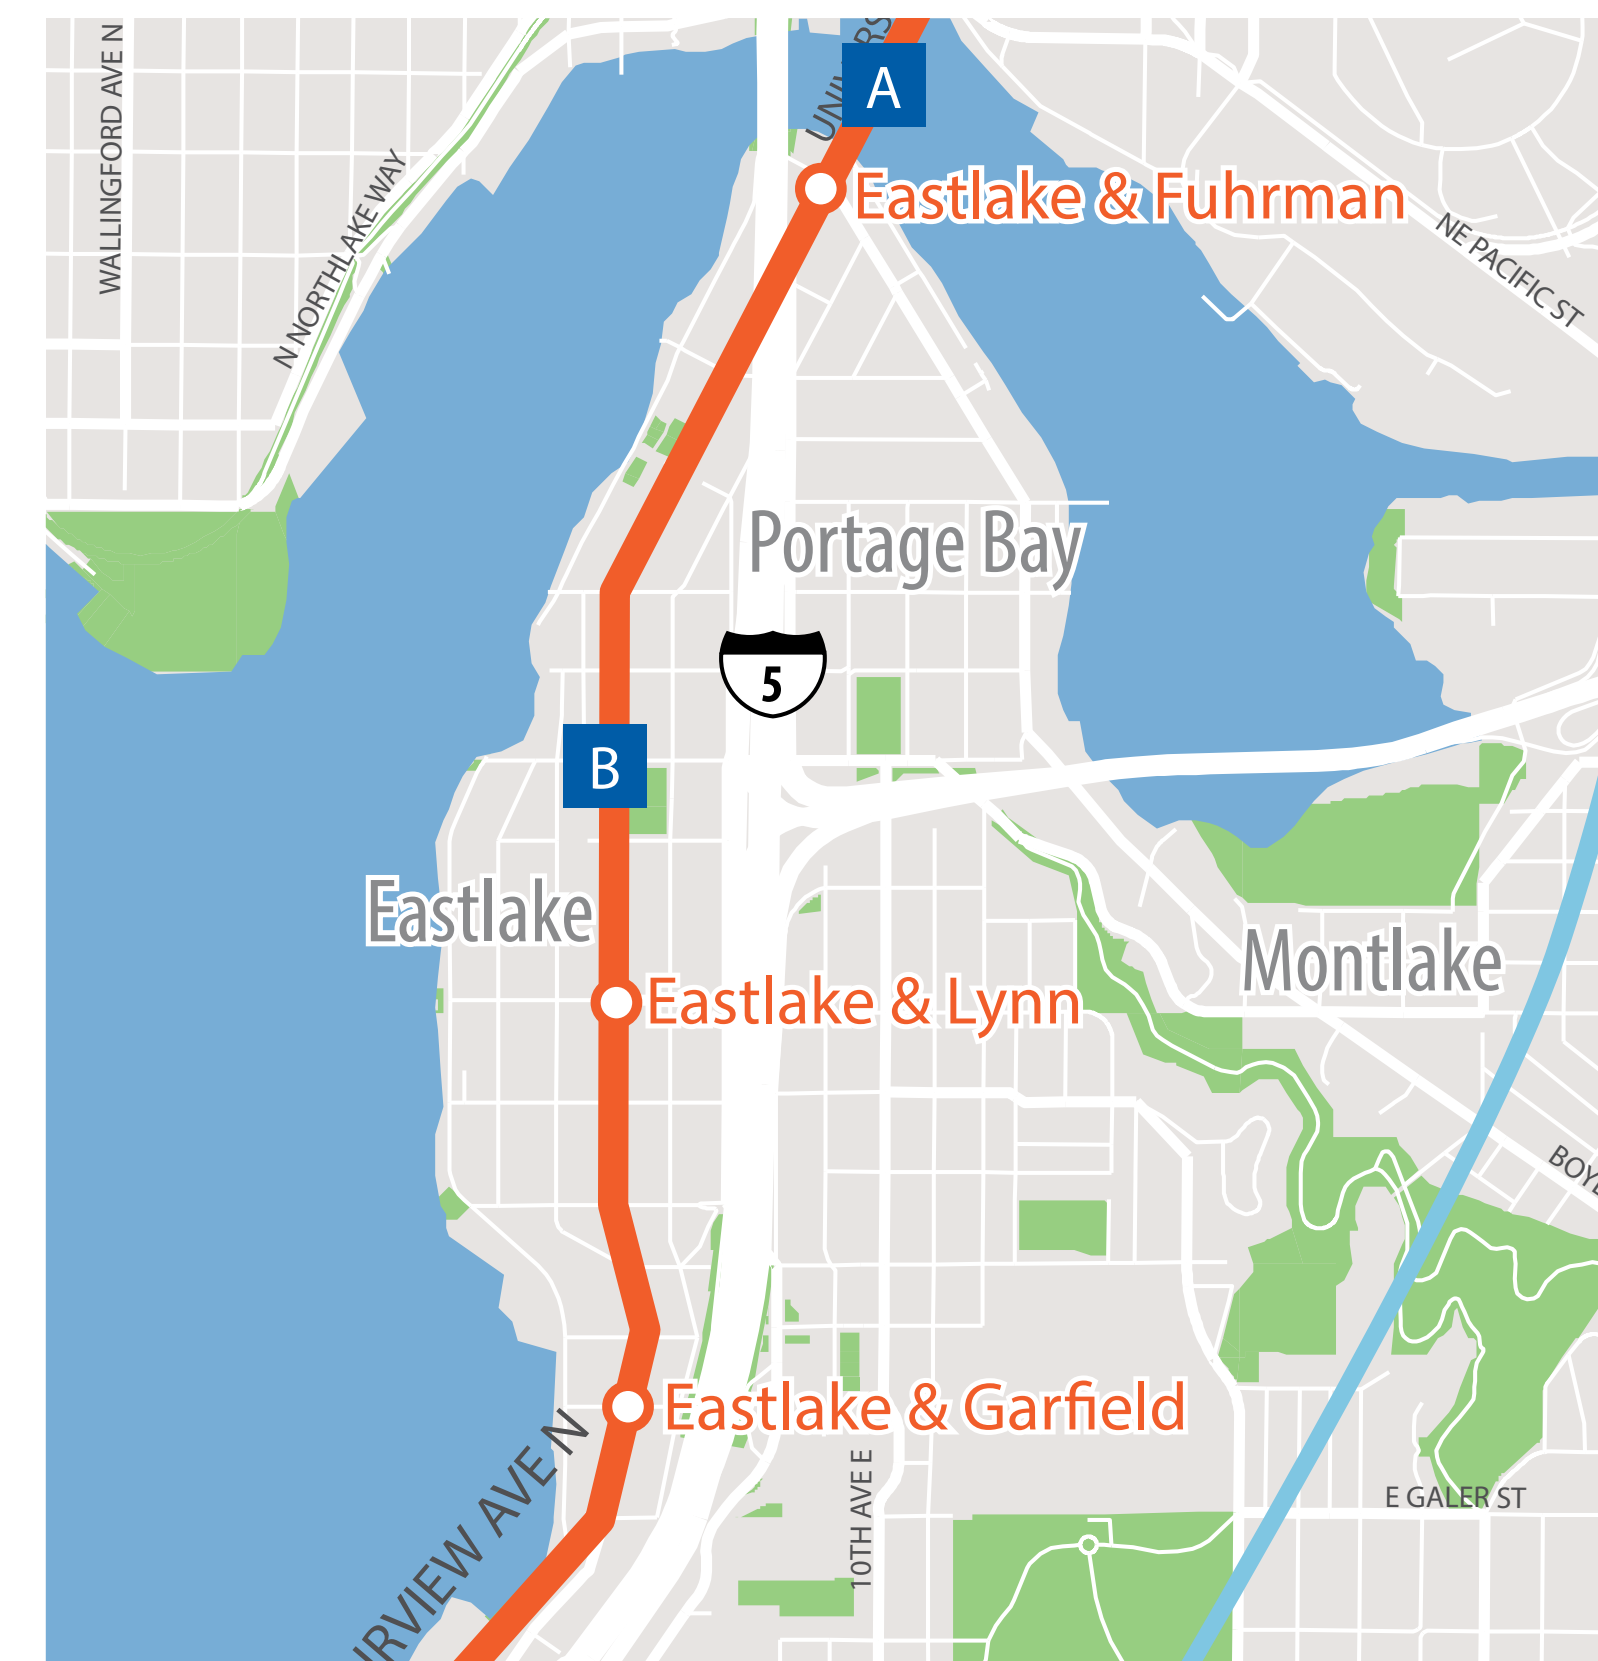 WALLINGFORD AVE N
A
Eastlake & Fuhrman
N NORTHLAKE WAY
NE PACIFIC ST
Portage Bay
5
B
Eastlake
Montlake
Eastlake & Lynn
Eastlake & Garfield
10TH AVE E
E GALER ST
AVE N